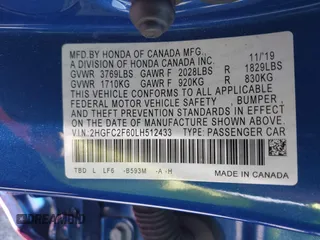 MFD. BY HONDA OF CANADA MFG., 11/'19
A DIVISION OF HONDA CANADA INC.
GVWR 3769LBS GAWR F 2028LBS R 1829LBS
GVWR 1710KG GAWR F 920KG R 830KG
THIS VEHICLE CONFORMS TO ALL APPLICABLE
FEDERAL MOTOR VEHICLE SAFETY, BUMPER,
AND THEFT PREVENTION STANDARDS IN EFFECT
ON THE DATE OF MANUFACTURE SHOWN ABOVE.
V.I.N.:2HGFC2F60LH512433 TYPE:PASSENGER CAR
TBD L LF6 -B593M -A -H
CANADA
MADE IN CANADA